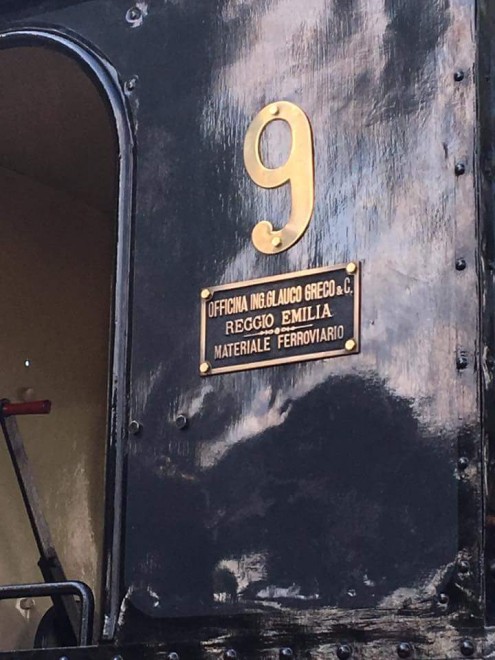 9
OFFICINA ING.GLAUCO GRECO & C.
REGGIO EMILIA
MATERIALE FERROVIARIO